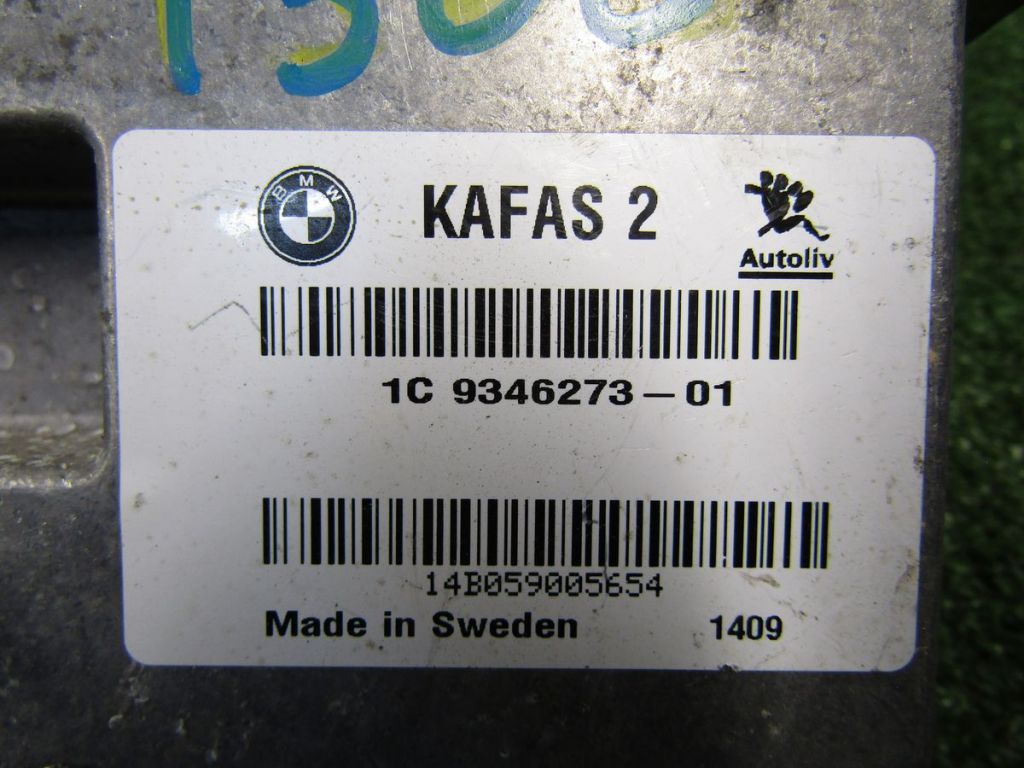 BMW
KAFAS 2
Autoliv
1C 9346273-01
14B059005654
Made in Sweden 1409